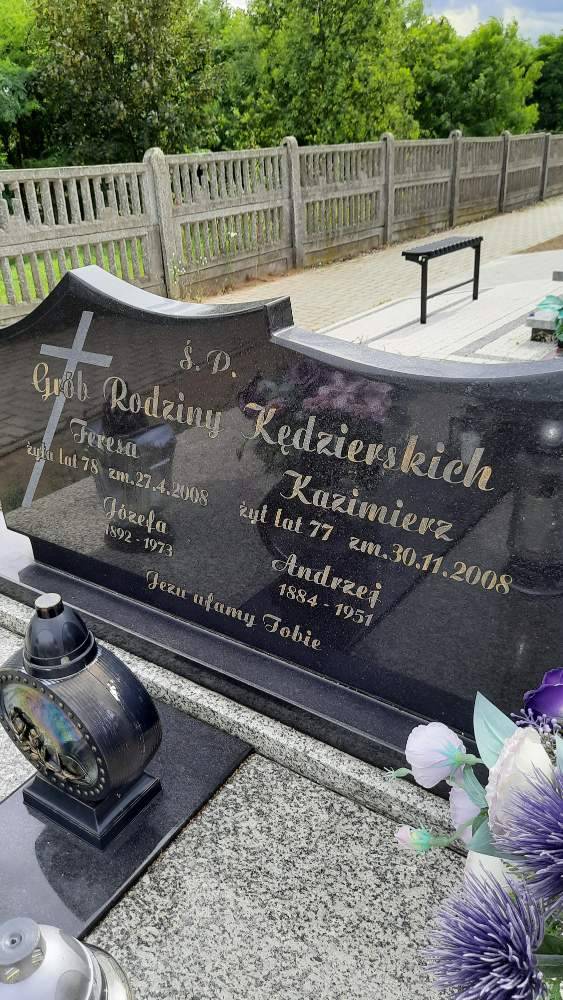 Ś. P.
Grób Rodziny Kędzierskich
Teresa
żyła lat 78 zm.27.4.2008
Józefa
1892 - 1973
Kazimierz
żył lat 77 zm.30.11.2008
Andrzej
1884 - 1951
Jezu ufamy Tobie